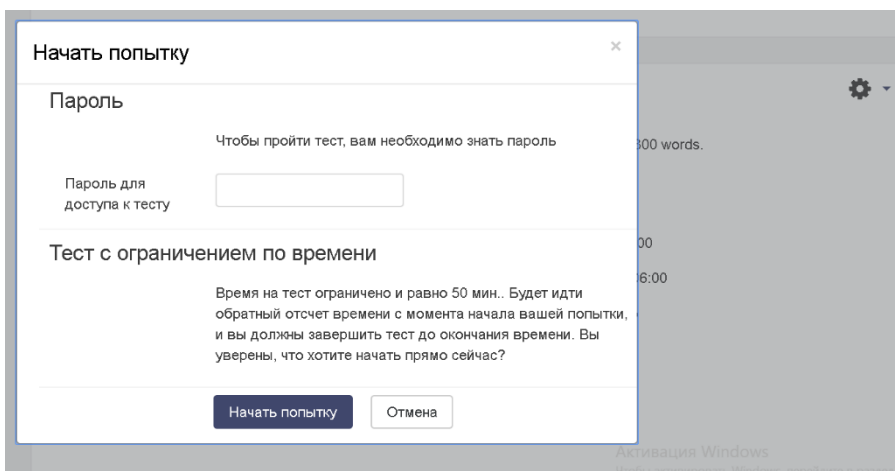 Начать попытку
×
Пароль
Чтобы пройти тест, вам необходимо знать пароль
300 words.
Пароль для
доступа к тесту
00
Тест с ограничением по времени
6:00
Время на тест ограничено и равно 50 мин.. Будет идти
обратный отсчет времени с момента начала вашей попытки,
и вы должны завершить тест до окончания времени. Вы
уверены, что хотите начать прямо сейчас?
Начать попытку
Отмена
Активация Windows